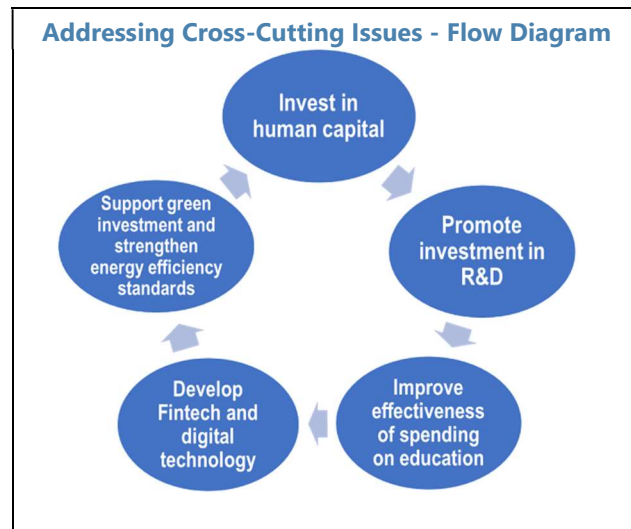 Addressing Cross-Cutting Issues - Flow Diagram
Invest in
human capital
Promote
investment in
R&D
Improve
effectiveness
of spending
on education
Develop
Fintech and
digital
technology
Support green
investment and
strengthen
energy efficiency
standards